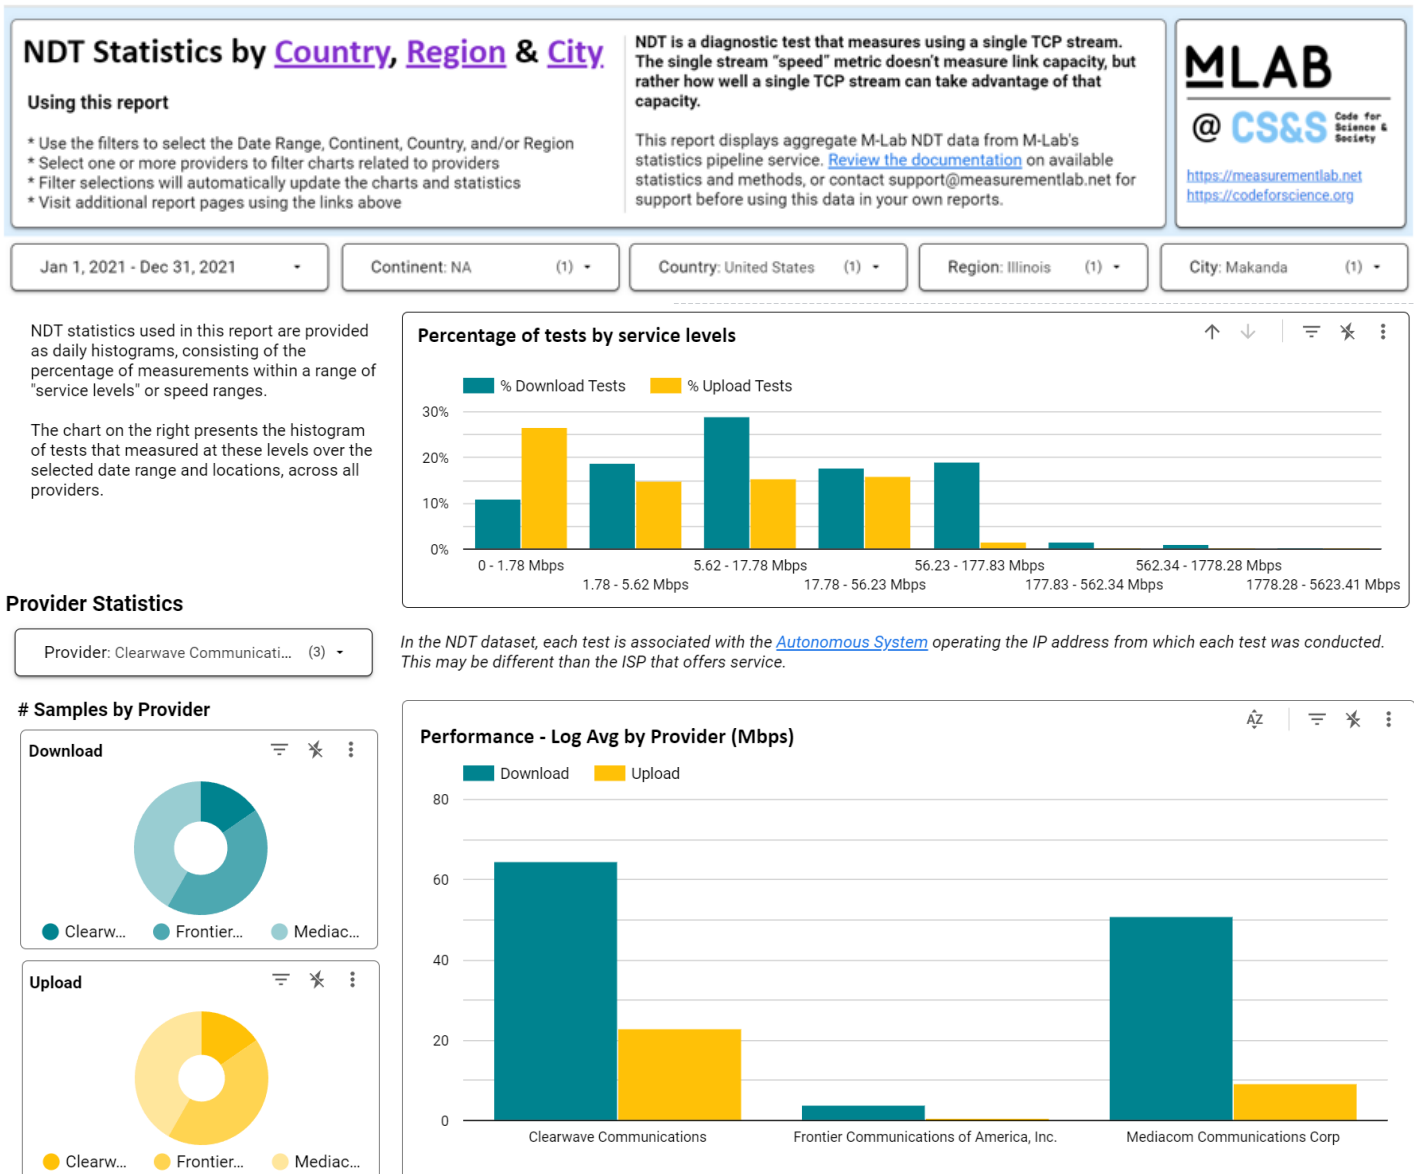 NDT Statistics by Country, Region & City
Using this report
* Use the filters to select the Date Range, Continent, Country, and/or Region
* Select one or more providers to filter charts related to providers
* Filter selections will automatically update the charts and statistics
* Visit additional report pages using the links above
NDT is a diagnostic test that measures using a single TCP stream.
The single stream "speed" metric doesn't measure link capacity, but
rather how well a single TCP stream can take advantage of that
capacity.
This report displays aggregate M-Lab NDT data from M-Lab's
statistics pipeline service. Review the documentation on available
statistics and methods, or contact support@measurementlab.net for
support before using this data in your own reports.
MLAB
@ CS&S Code for
Science &
Society
https://measurementlab.net
https://codeforscience.org
Jan 1, 2021 - Dec 31, 2021
Continent: NA (1)
Country: United States (1)
Region: Illinois (1)
City: Makanda (1)
NDT statistics used in this report are provided
as daily histograms, consisting of the
percentage of measurements within a range of
"service levels" or speed ranges.
The chart on the right presents the histogram
of tests that measured at these levels over the
selected date range and locations, across all
providers.
Percentage of tests by service levels
% Download Tests % Upload Tests
30%
20%
10%
0%
0 - 1.78 Mbps
1.78 - 5.62 Mbps
5.62 - 17.78 Mbps
17.78 - 56.23 Mbps
56.23 - 177.83 Mbps
177.83 - 562.34 Mbps
562.34 - 1778.28 Mbps
1778.28 - 5623.41 Mbps
Provider Statistics
Provider: Clearwave Communicati... (3)
In the NDT dataset, each test is associated with the Autonomous System operating the IP address from which each test was conducted.
This may be different than the ISP that offers service.
# Samples by Provider
Download
Clearw... Frontier... Mediac...
Upload
Clearw... Frontier... Mediac...
AZ
Performance - Log Avg by Provider (Mbps)
Download Upload
80
60
40
20
0
Clearwave Communications
Frontier Communications of America, Inc.
Mediacom Communications Corp